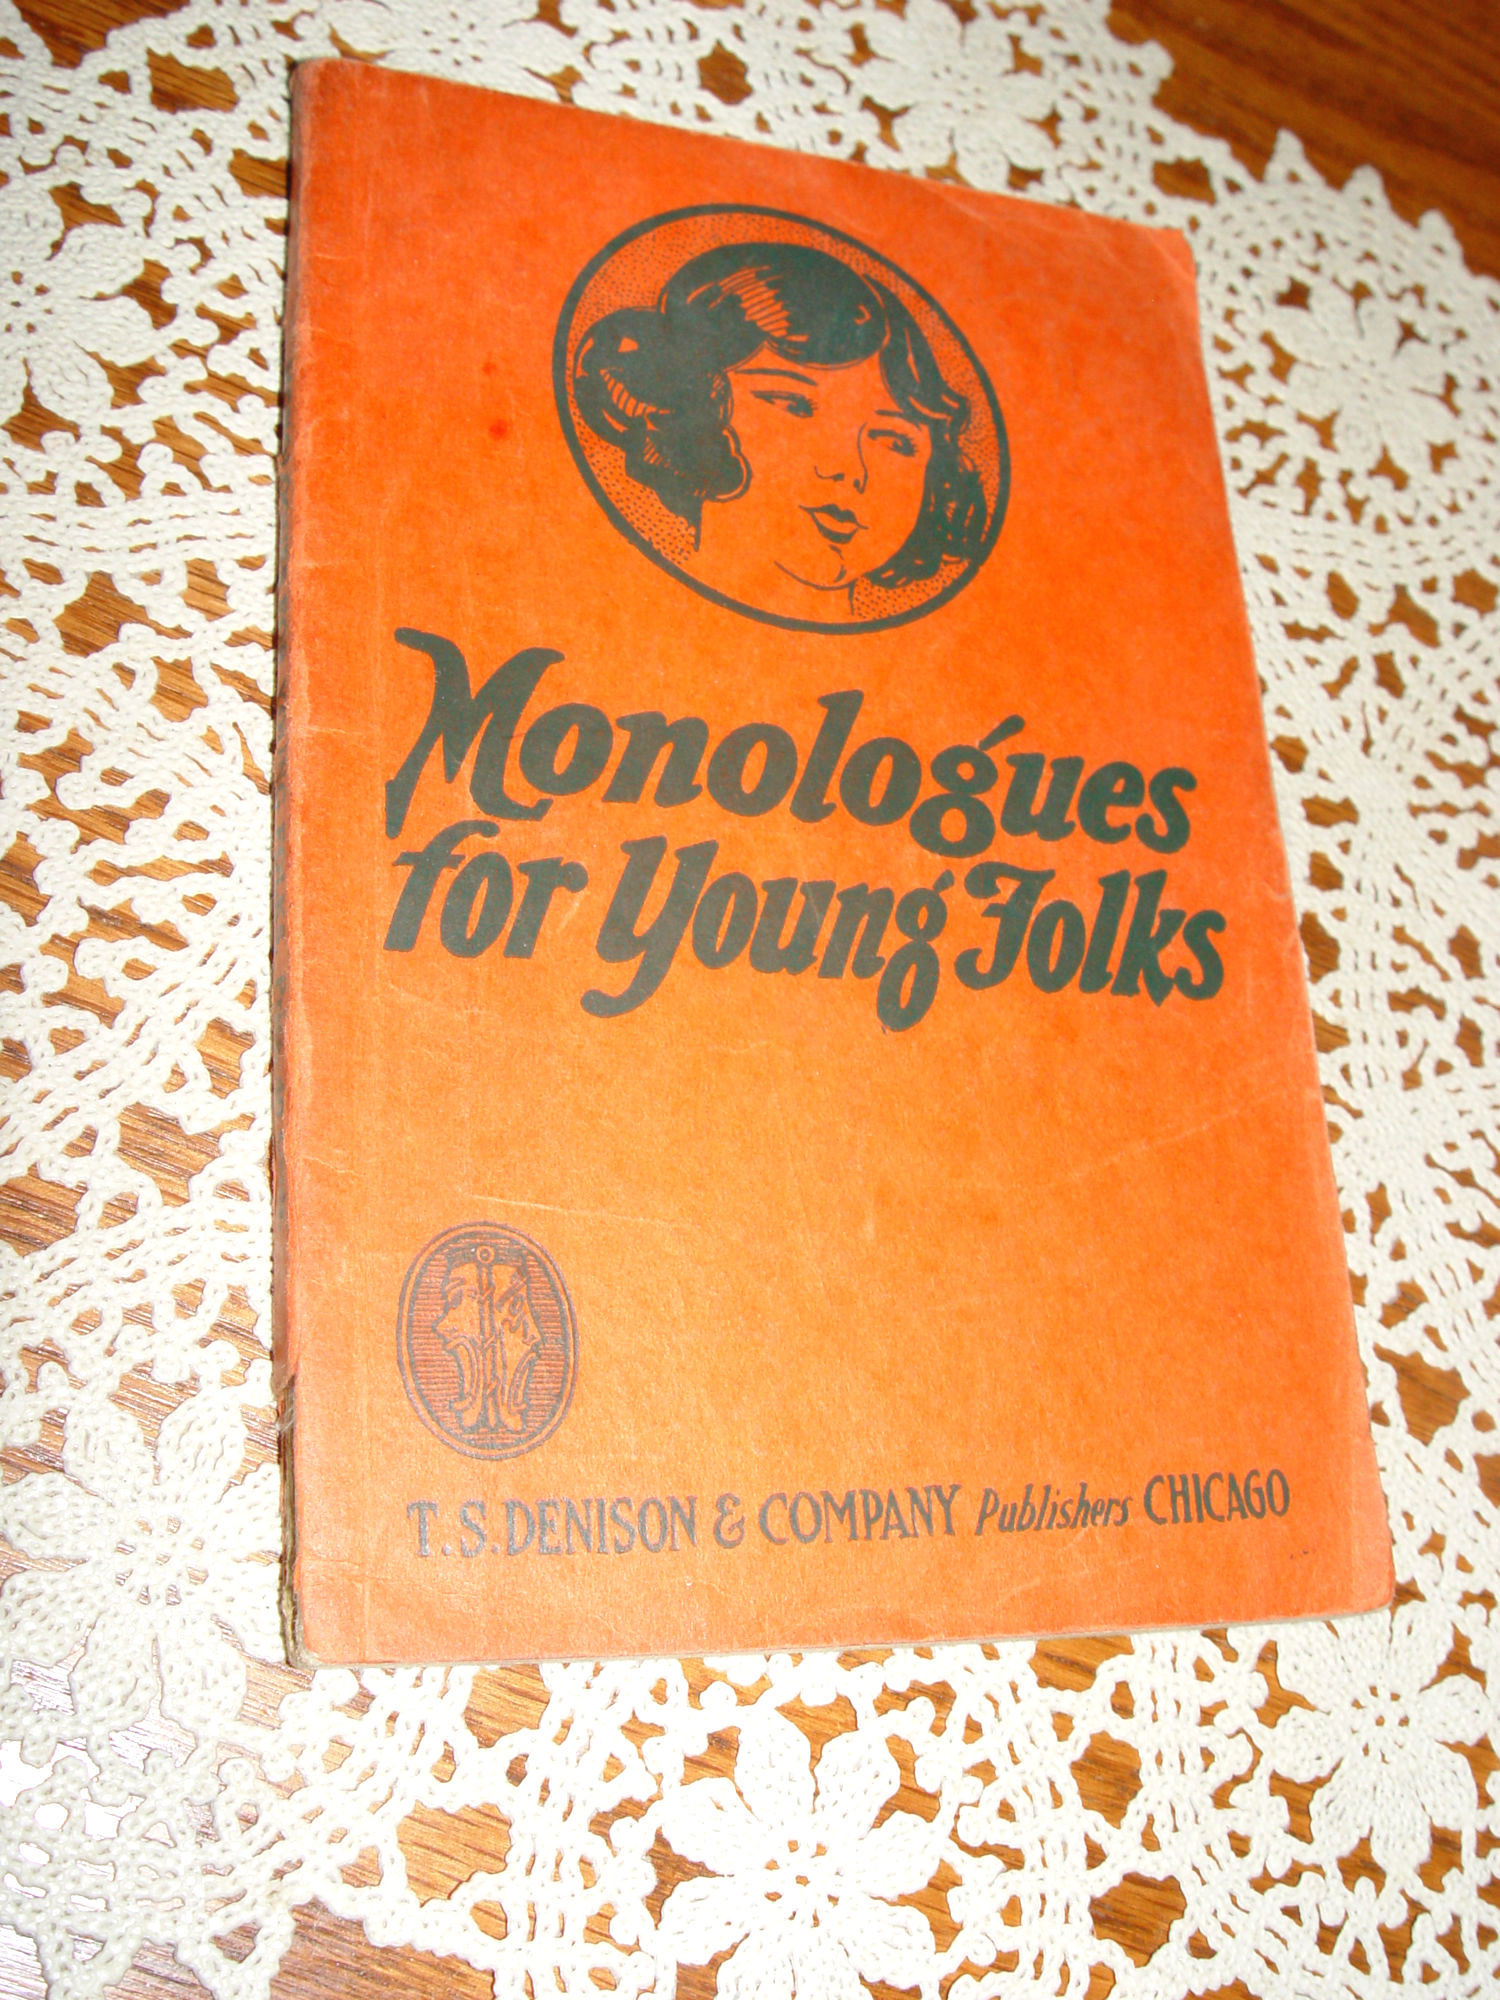 Monologues
for Young Folks
T.S. DENISON & COMPANY Publishers CHICAGO